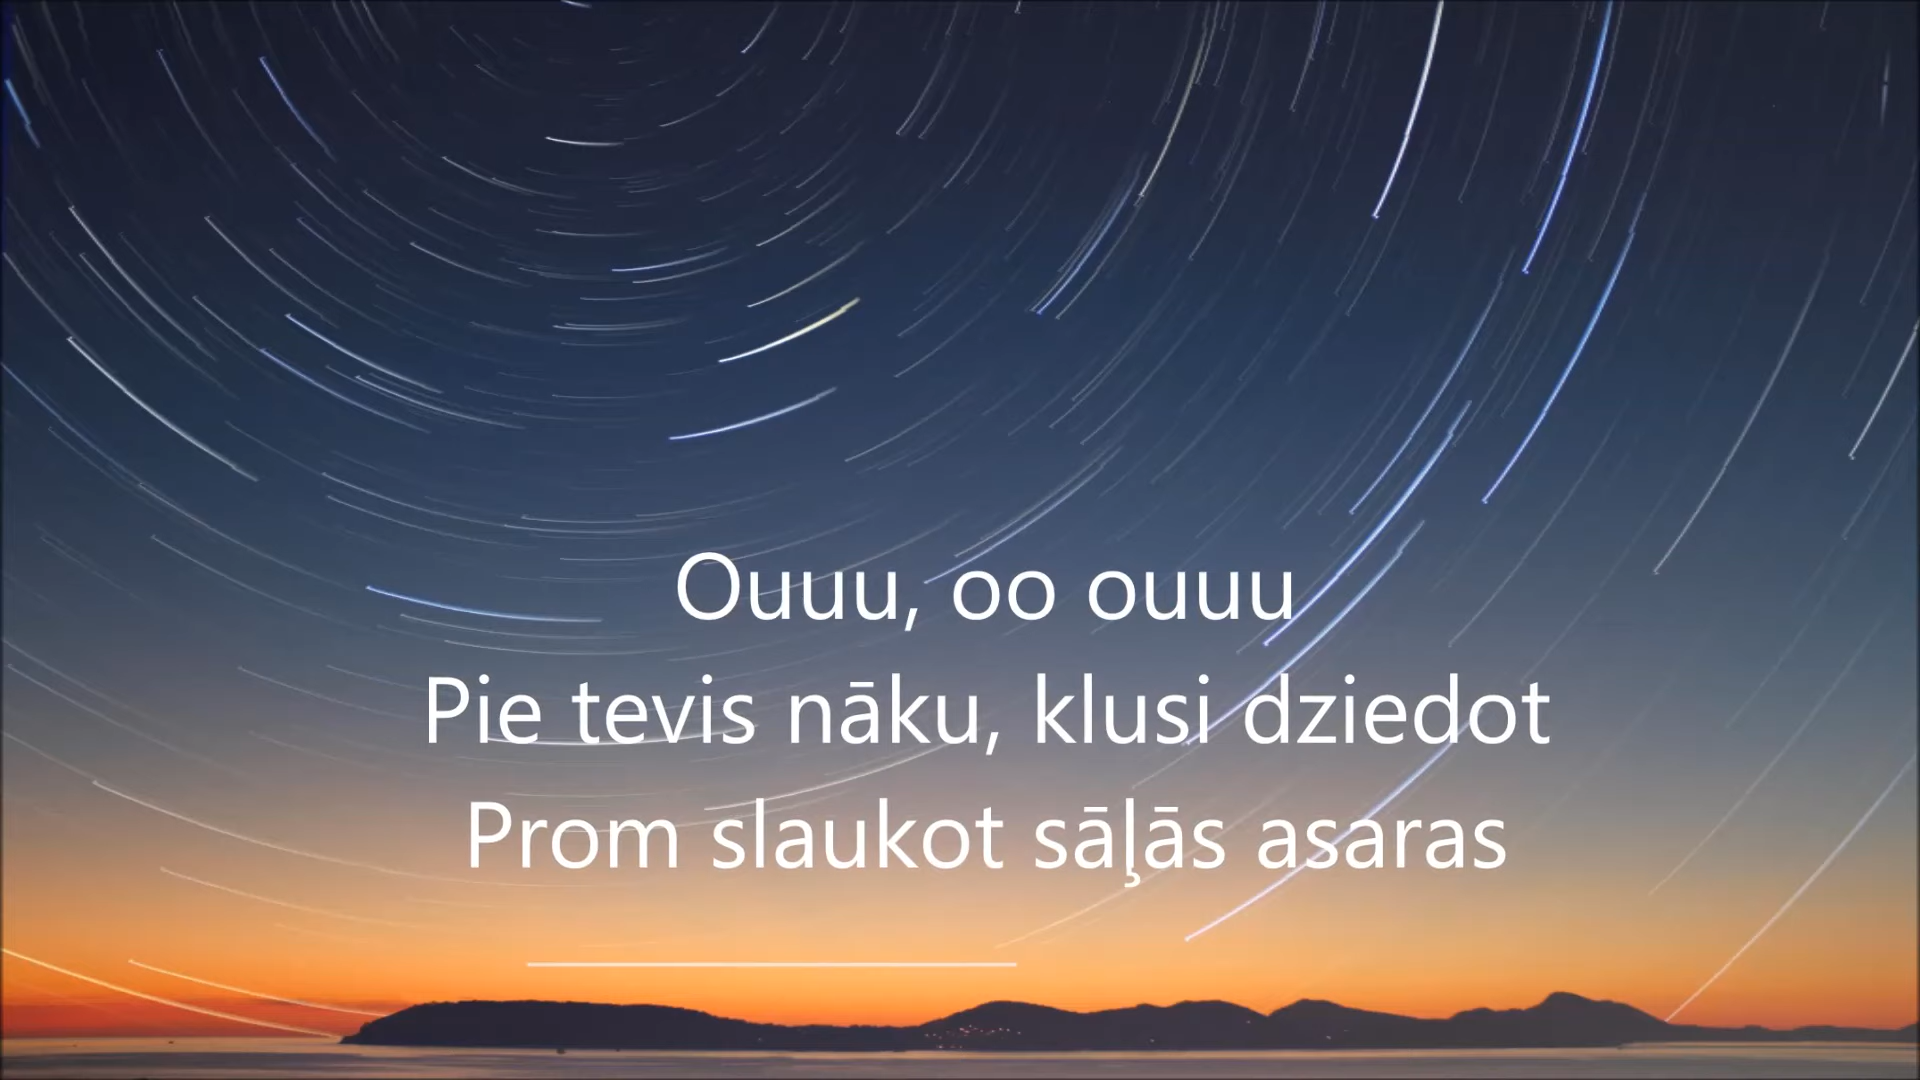 Ouuu, oo ouuu
Pie tevis nāku, klusi dziedot
Prom slaukot sāļās asaras